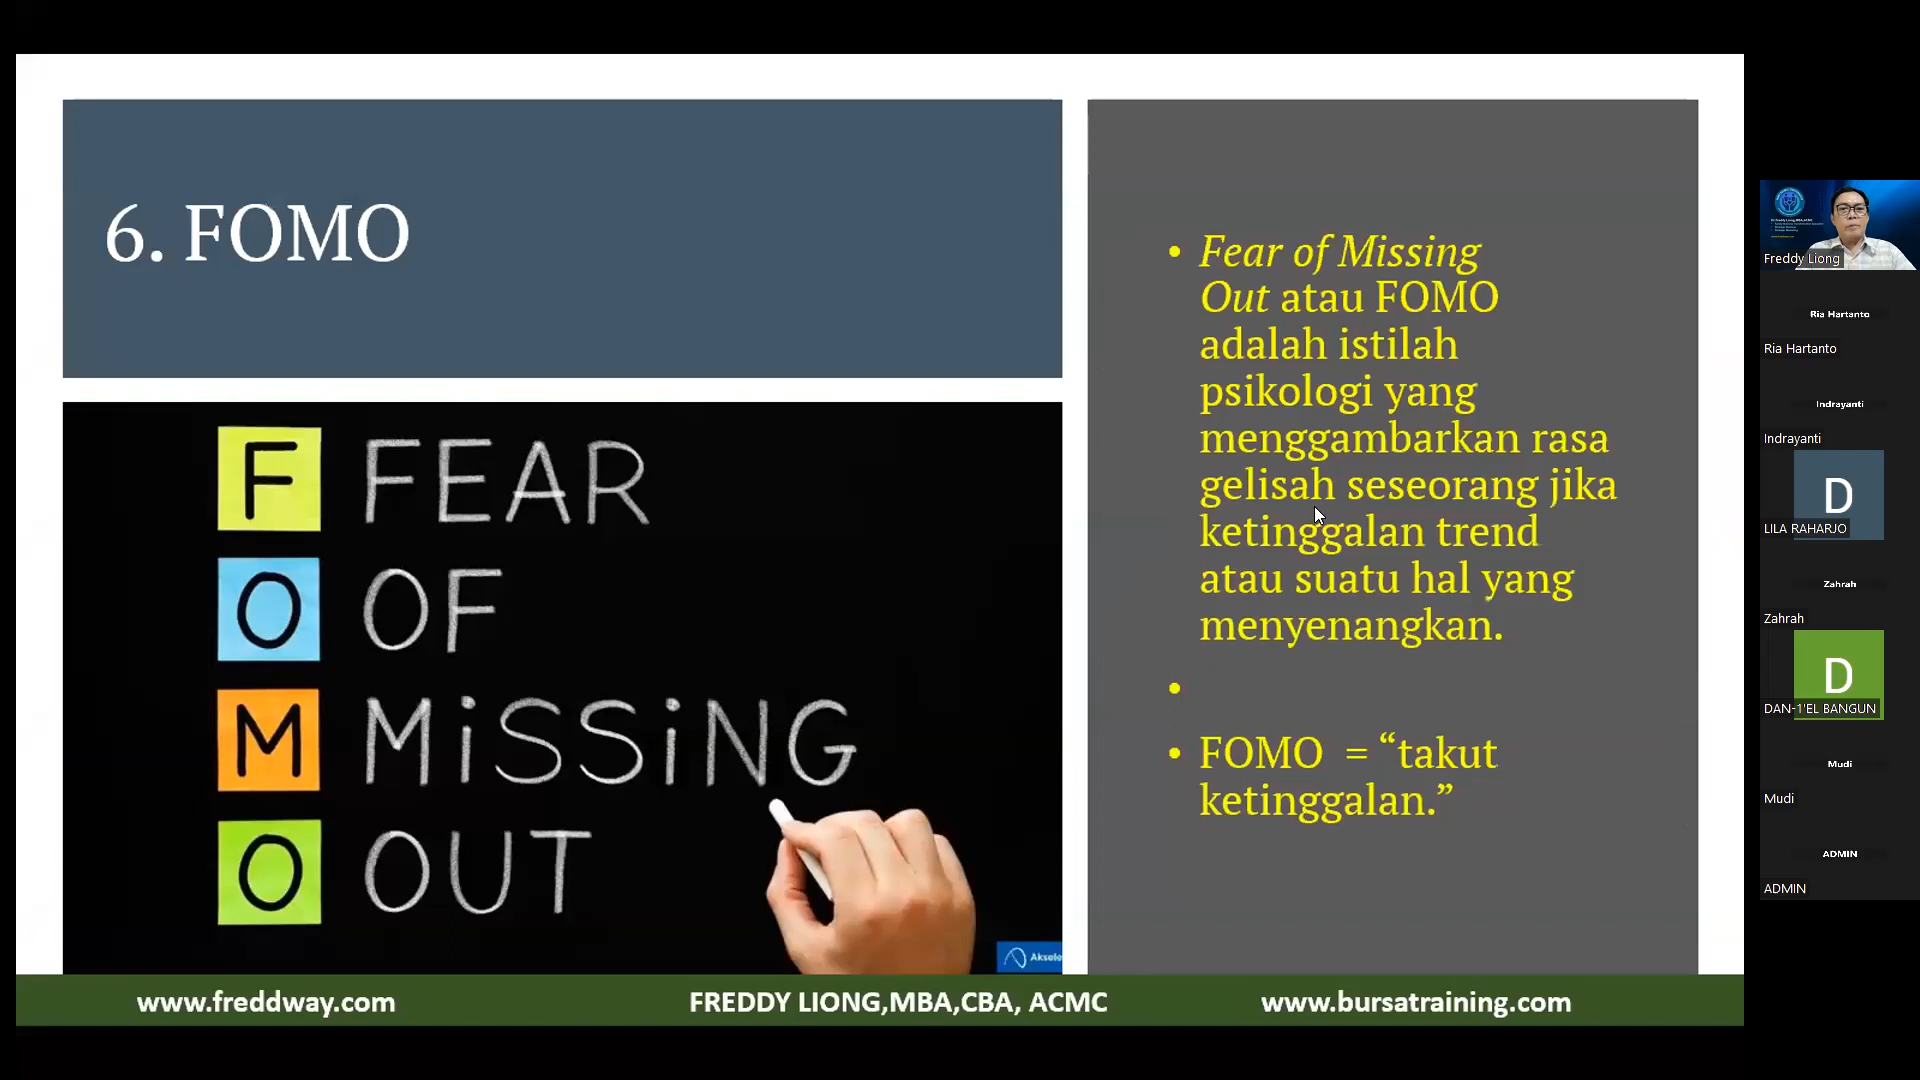 6. FOMO
F FEAR
O OF
M MiSSiNG
O OUT
• Fear of Missing
Out atau FOMO
adalah istilah
psikologi yang
menggambarkan rasa
gelisah seseorang jika
ketinggalan trend
atau suatu hal yang
menyenangkan.
•
• FOMO = “takut
ketinggalan.”
www.freddway.com
FREDDY LIONG,MBA,CBA, ACMC
www.bursatraining.com
Freddy Liong
Ria Hartanto
Ria Hartanto
Indrayanti
Indrayanti
D
LILA RAHARJO
Zahrah
Zahrah
D
DAN-1'EL BANGUN
Mudi
Mudi
ADMIN
ADMIN